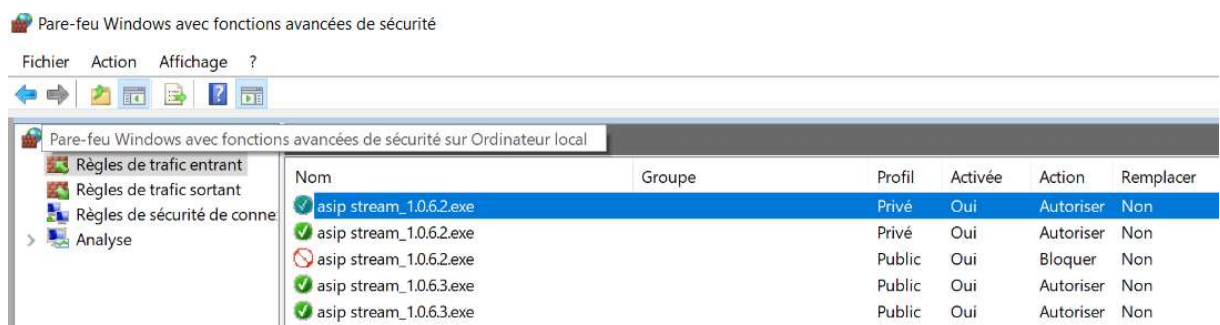 Pare-feu Windows avec fonctions avancées de sécurité
Fichier Action Affichage ?
Pare-feu Windows avec fonctions avancées de sécurité sur Ordinateur local
Règles de trafic entrant
Règles de trafic sortant
Règles de sécurité de conne
Analyse
Nom Groupe Profil Activée Action Remplacer
asip stream_1.0.6.2.exe Privé Oui Autoriser Non
asip stream_1.0.6.2.exe Privé Oui Autoriser Non
asip stream_1.0.6.2.exe Public Oui Bloquer Non
asip stream_1.0.6.3.exe Public Oui Autoriser Non
asip stream_1.0.6.3.exe Public Oui Autoriser Non